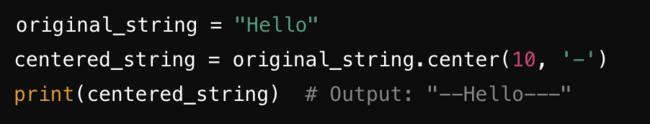 original_string = "Hello"
centered_string = original_string.center(10, '-')
print(centered_string)  # Output: "--Hello---"